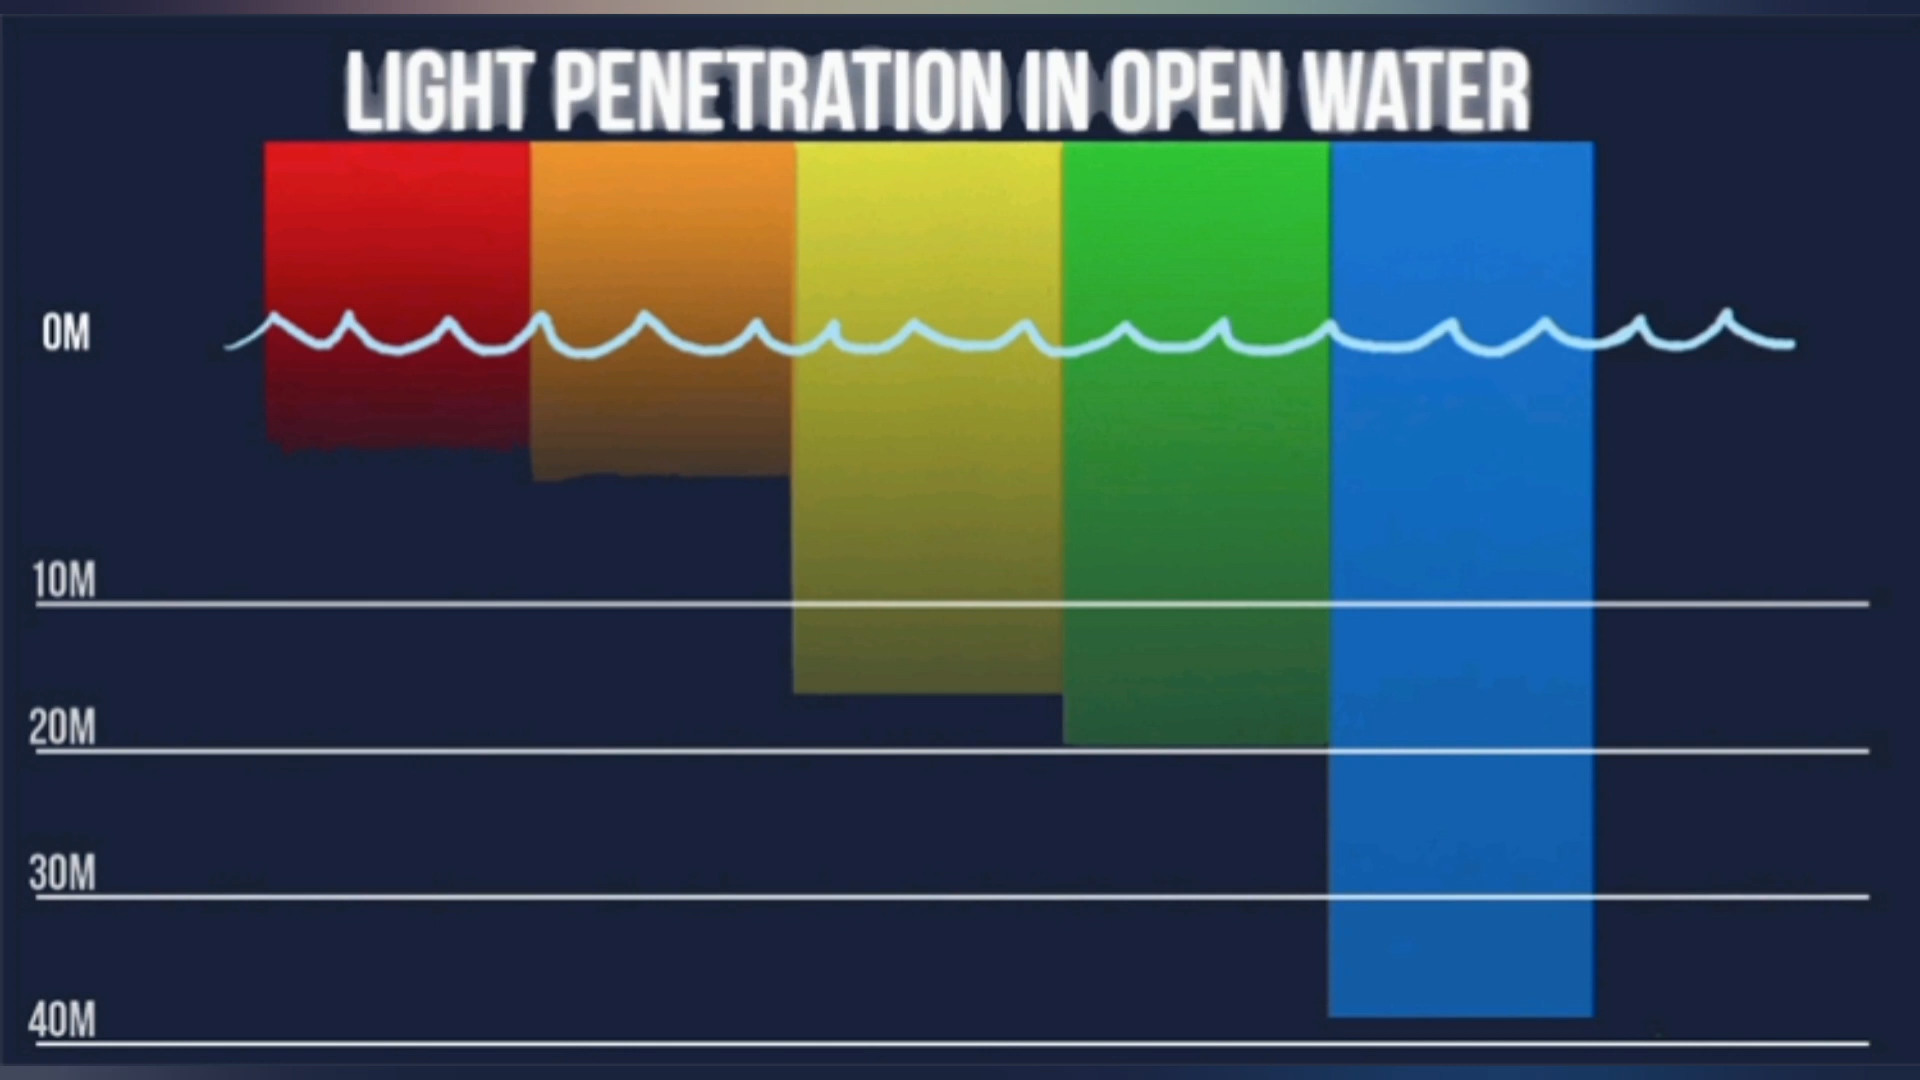 LIGHT PENETRATION IN OPEN WATER
0M
10M
20M
30M
40M